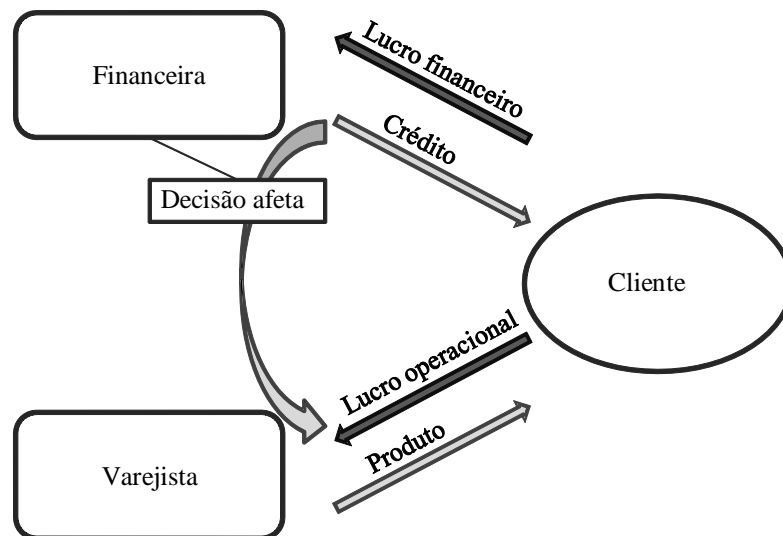 Lucro financeiro
Financeira
Crédito
Decisão afeta
Cliente
Lucro operacional
Produto
Varejista